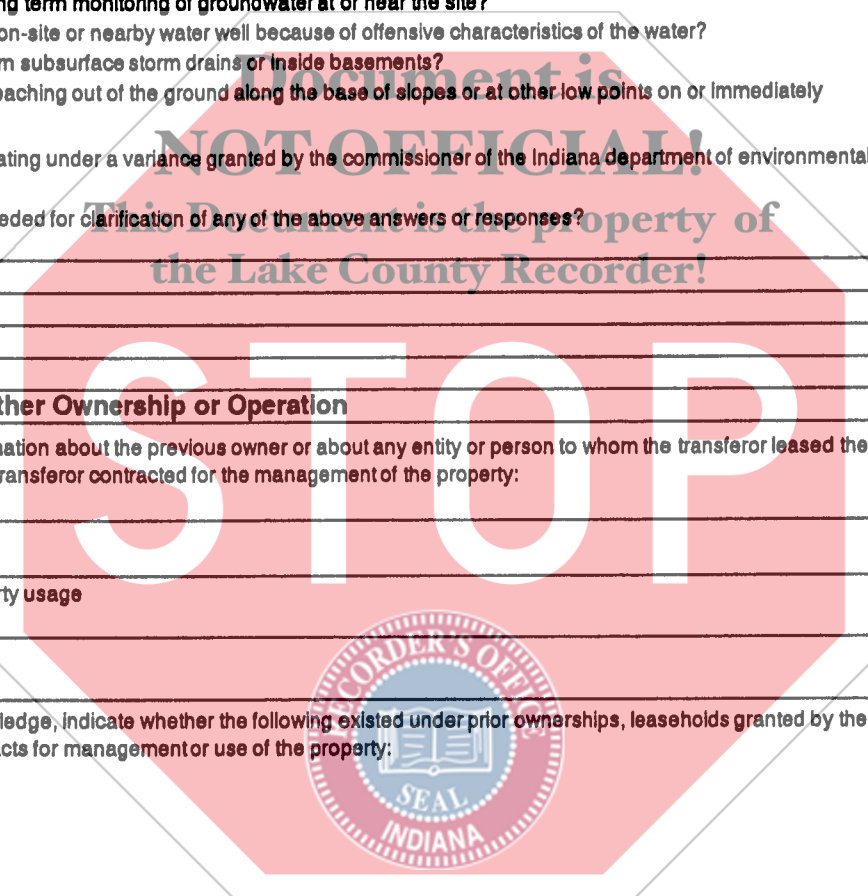 ng term monitoring of groundwater at or near the site?
on-site or nearby water well because of offensive characteristics of the water?
m subsurface storm drains or inside basements?
eaching out of the ground along the base of slopes or at other low points on or immediately
ating under a variance granted by the commissioner of the Indiana department of environmental
eded for clarification of any of the above answers or responses?
Document is
NOT OFFICIAL!
This Document is the property of
the Lake County Recorder!
STOP
ther Ownership or Operation
nation about the previous owner or about any entity or person to whom the transferor leased the
ransferor contracted for the management of the property:
rty usage
ledge, indicate whether the following existed under prior ownerships, leaseholds granted by the
cts for management or use of the property:
RECORDER'S OFFICE
SEAL
INDIANA